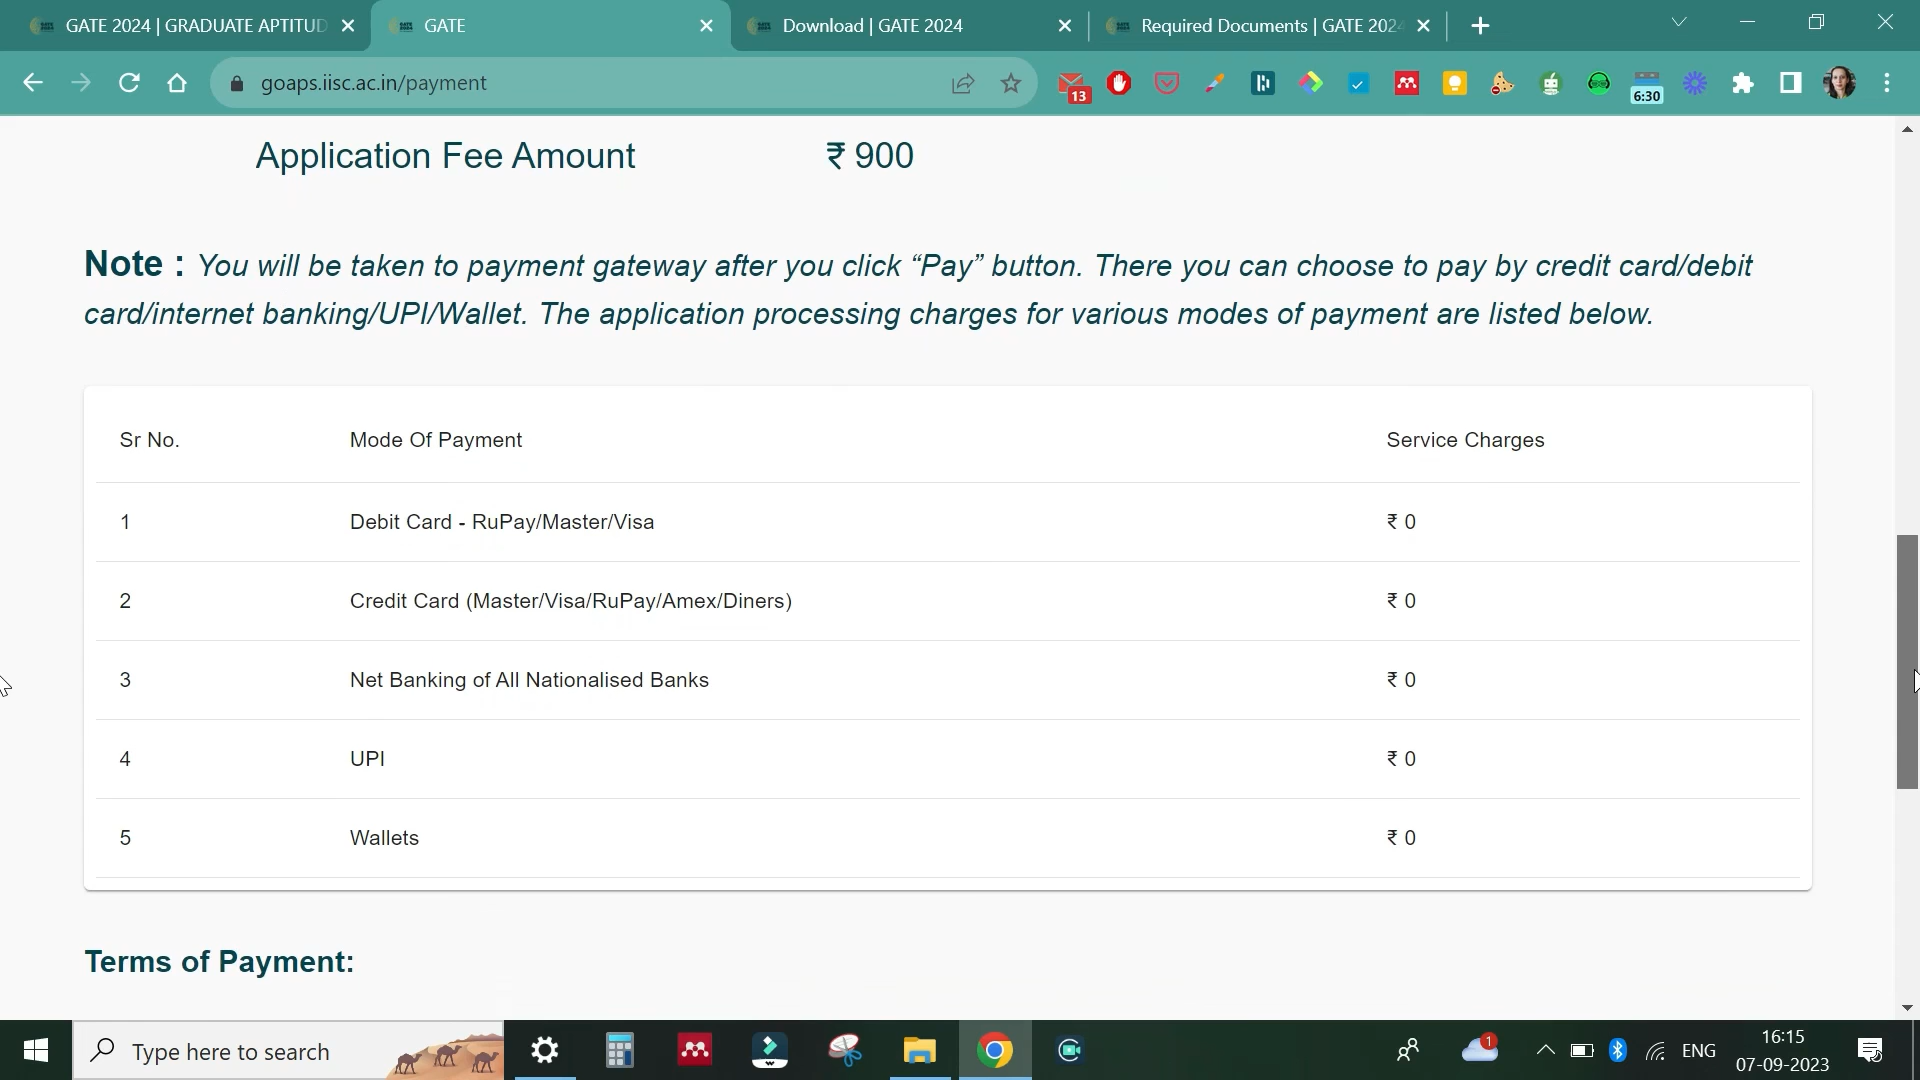 GATE 2024 | GRADUATE APTITUD
GATE
Download | GATE 2024
Required Documents | GATE 2024
goaps.iisc.ac.in/payment
13
6:30
Application Fee Amount ₹ 900
Note : You will be taken to payment gateway after you click “Pay” button. There you can choose to pay by credit card/debit
card/internet banking/UPI/Wallet. The application processing charges for various modes of payment are listed below.
Sr No. Mode Of Payment Service Charges
1 Debit Card - RuPay/Master/Visa ₹ 0
2 Credit Card (Master/Visa/RuPay/Amex/Diners) ₹ 0
3 Net Banking of All Nationalised Banks ₹ 0
4 UPI ₹ 0
5 Wallets ₹ 0
Terms of Payment:
Type here to search
1
ENG
16:15
07-09-2023